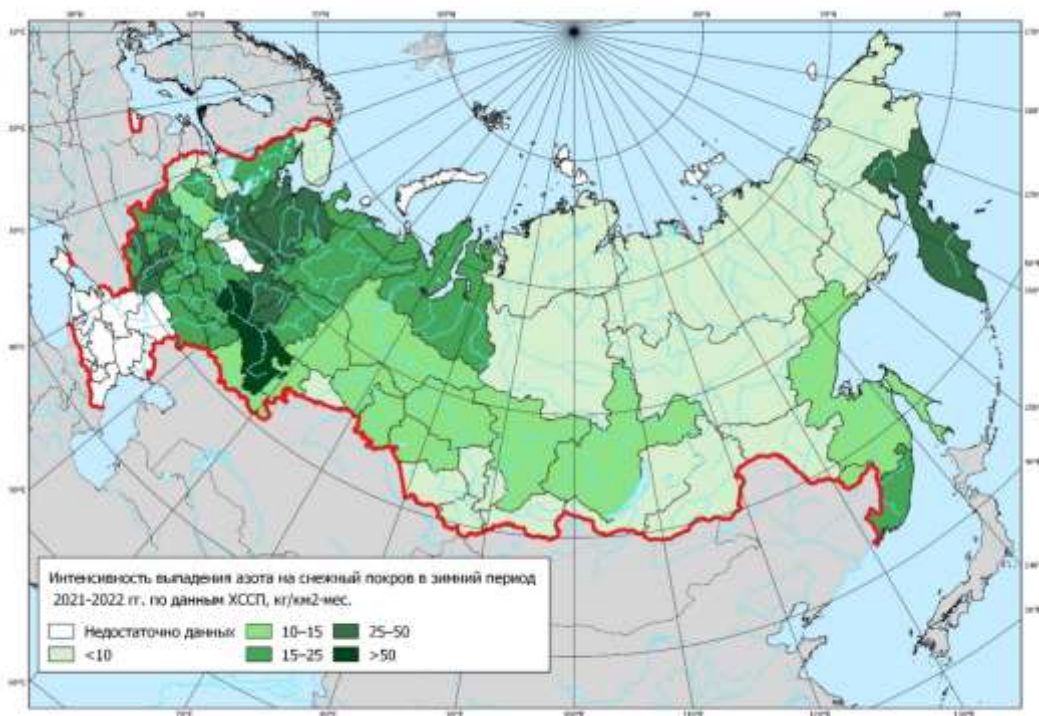 Интенсивность выпадения азота на снежный покров в зимний период
2021-2022 гг. по данным ХССП, кг/км2·мес.
Недостаточно данных
10–15
25–50
<10
15–25
>50